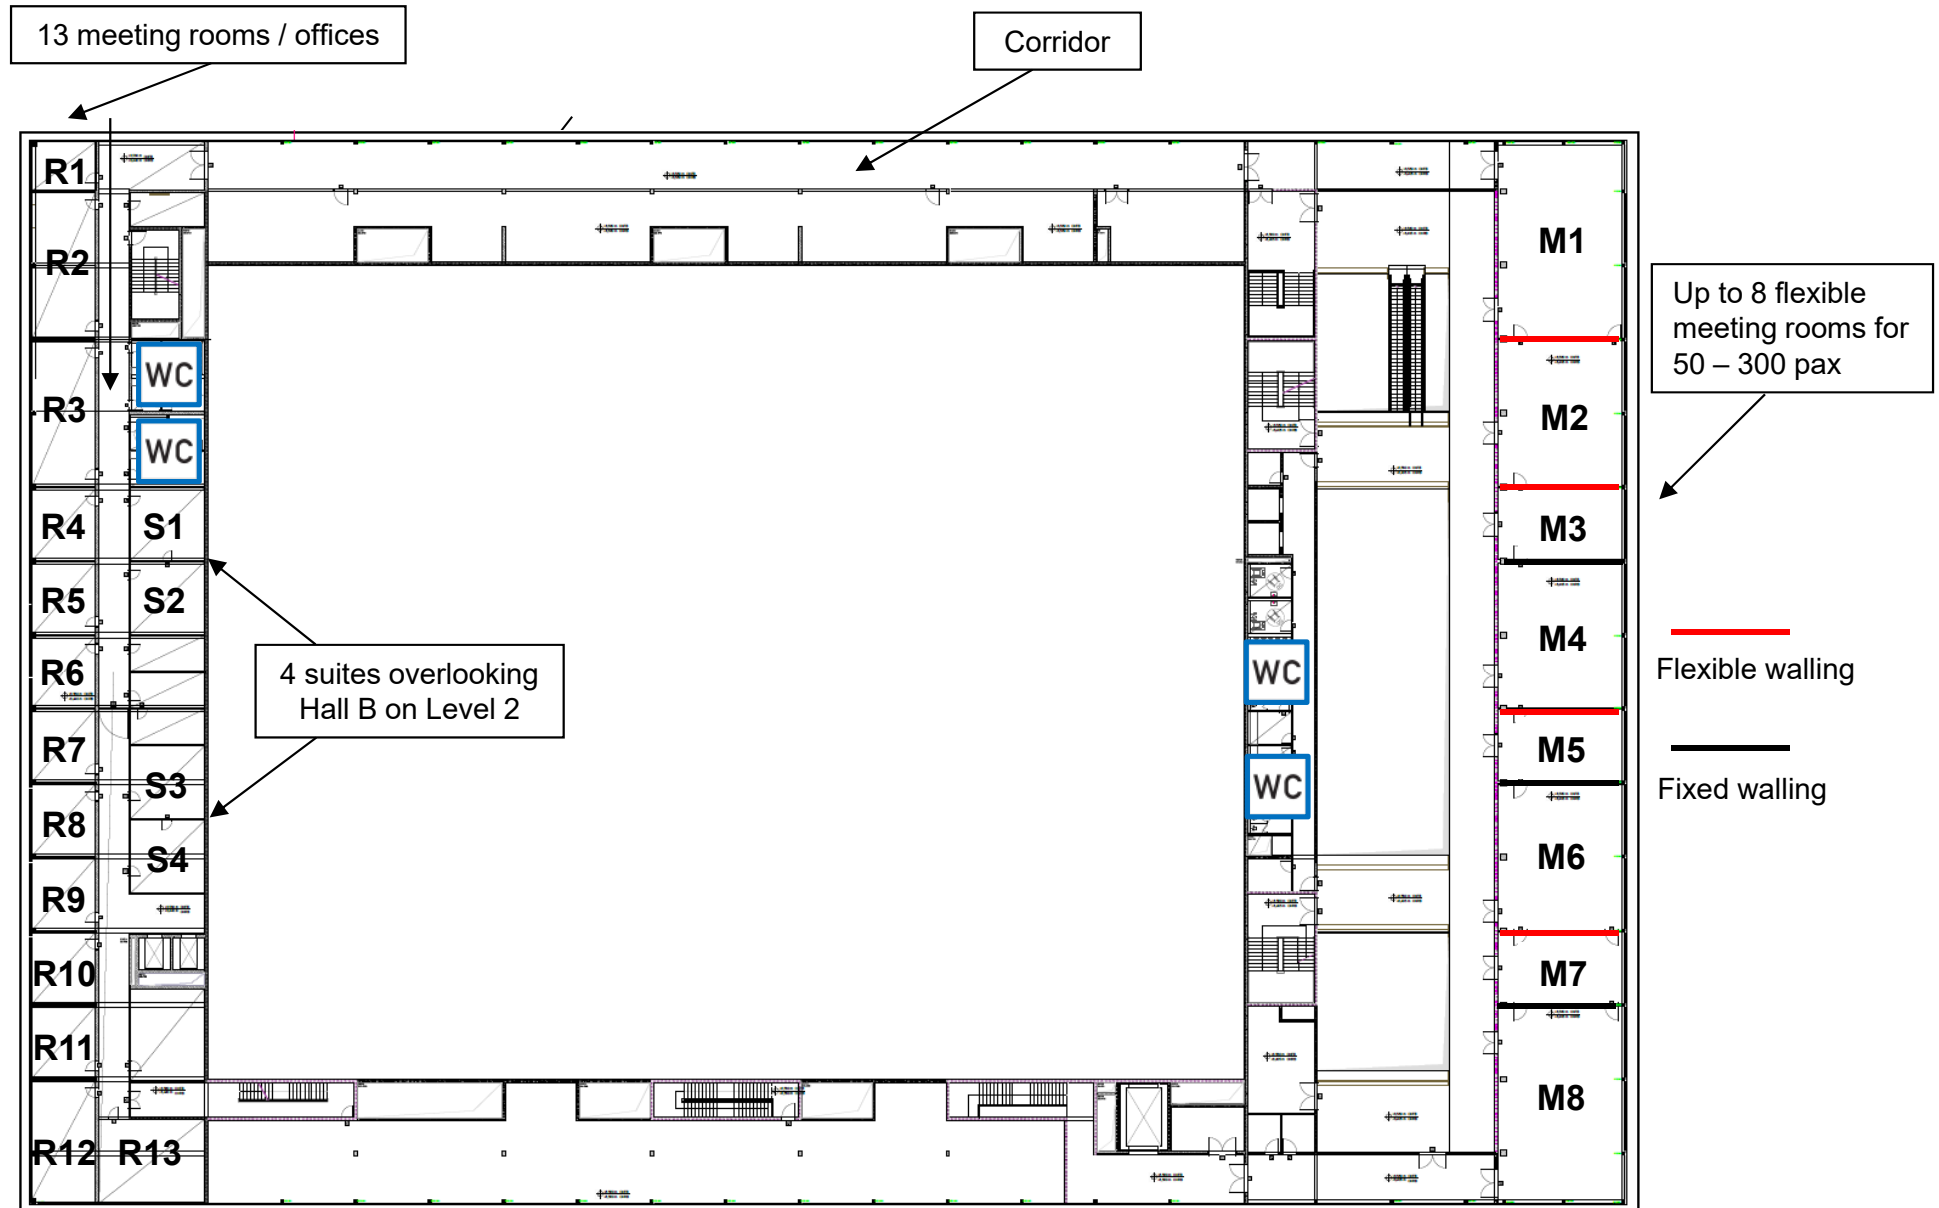 13 meeting rooms / offices
Corridor
R1
R2
R3
R4
R5
R6
R7
R8
R9
R10
R11
R12
R13
WC
WC
S1
S2
S3
S4
4 suites overlooking
Hall B on Level 2
WC
WC
M1
M2
M3
M4
M5
M6
M7
M8
Up to 8 flexible
meeting rooms for
50 – 300 pax
Flexible walling
Fixed walling